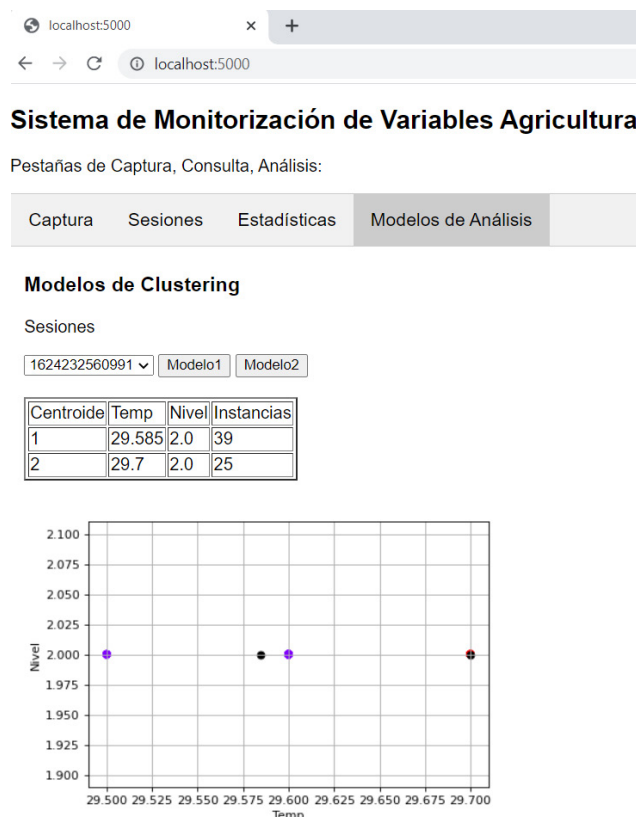 localhost:5000 × +
← → C localhost:5000
Sistema de Monitorización de Variables Agricultura
Pestañas de Captura, Consulta, Análisis:
Captura Sesiones Estadísticas Modelos de Análisis
Modelos de Clustering
Sesiones
1624232560991 Modelo1 Modelo2
Centroide Temp Nivel Instancias
1 29.585 2.0 39
2 29.7 2.0 25
2.100
2.075
2.050
2.025
2.000
1.975
1.950
1.925
1.900
Nivel
29.500 29.525 29.550 29.575 29.600 29.625 29.650 29.675 29.700
Temp